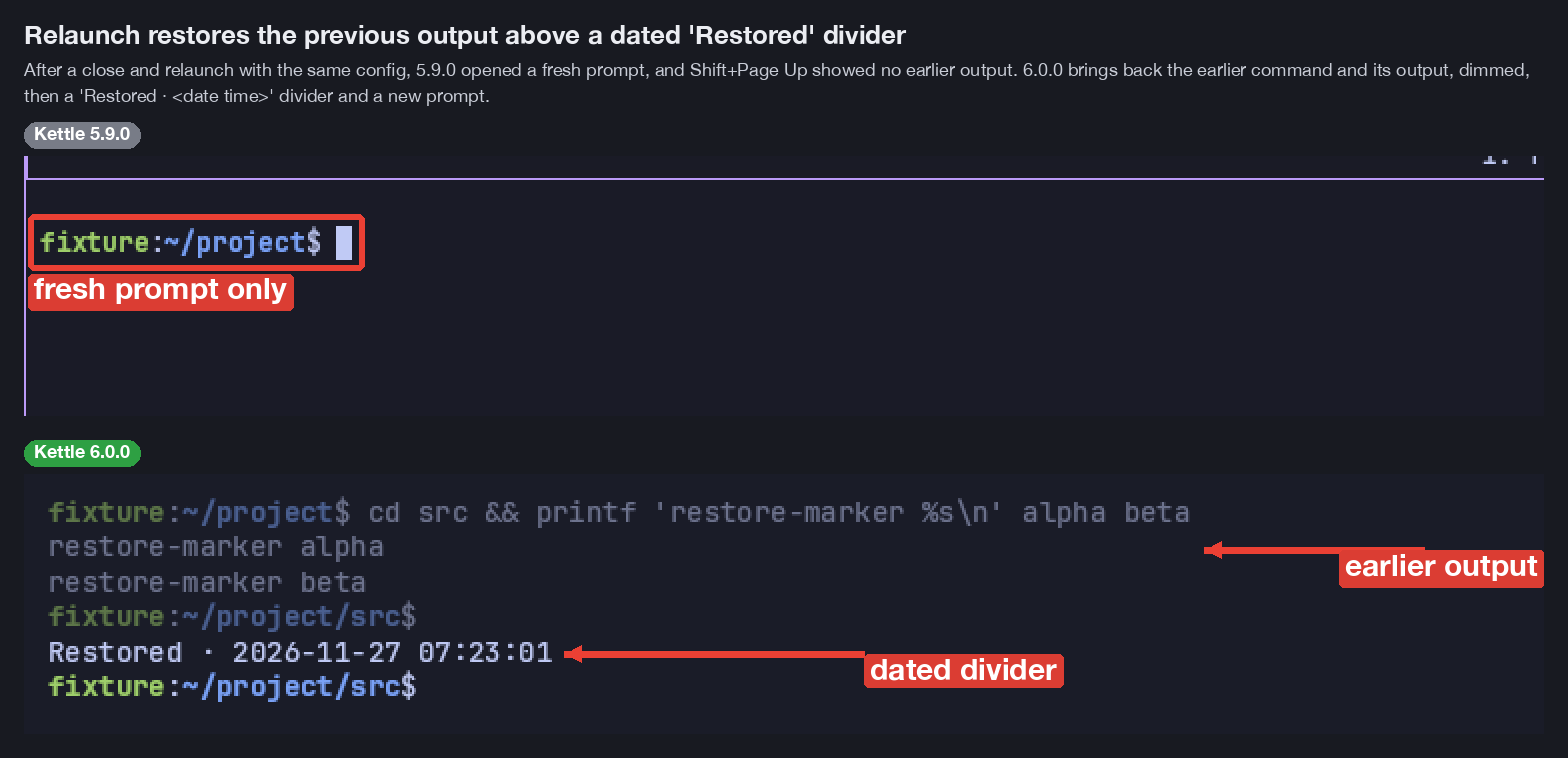 Relaunch restores the previous output above a dated 'Restored' divider
After a close and relaunch with the same config, 5.9.0 opened a fresh prompt, and Shift+Page Up showed no earlier output. 6.0.0 brings back the earlier command and its output, dimmed,
then a 'Restored · <date time>' divider and a new prompt.
Kettle 5.9.0
fixture:~/project$
fresh prompt only
Kettle 6.0.0
fixture:~/project$ cd src && printf 'restore-marker %s\n' alpha beta
restore-marker alpha
earlier output
restore-marker beta
fixture:~/project/src$
Restored · 2026-11-27 07:23:01
dated divider
fixture:~/project/src$